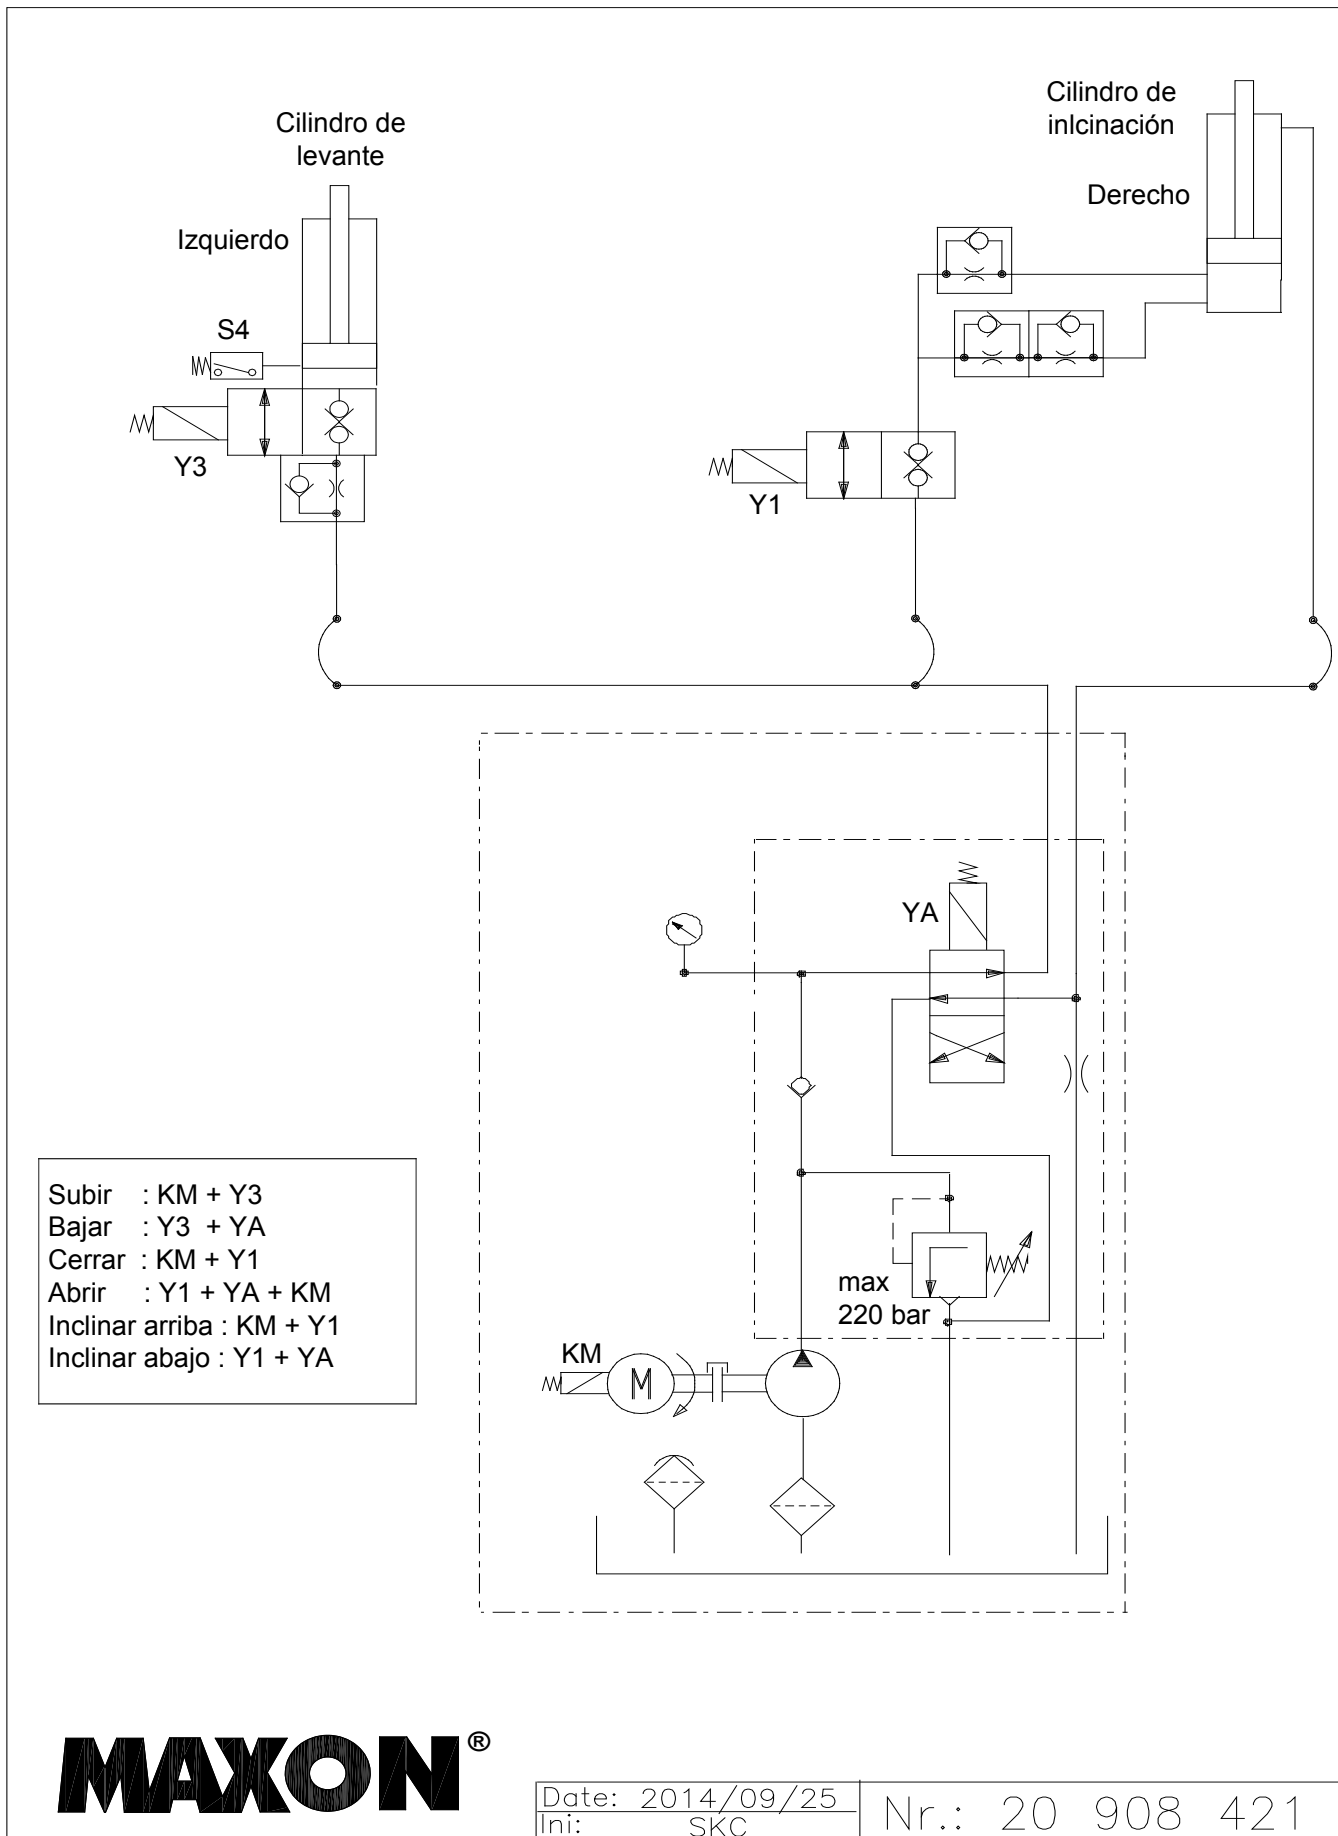 Cilindro de
levante
Izquierdo
Cilindro de
inlcinación
Derecho
S4
Y3
Y1
YA
max
220 bar
KM
M
Subir : KM + Y3
Bajar : Y3 + YA
Cerrar : KM + Y1
Abrir : Y1 + YA + KM
Inclinar arriba : KM + Y1
Inclinar abajo : Y1 + YA
MAXON®
Date: 2014/09/25
Ini: SKC
Nr.: 20 908 421